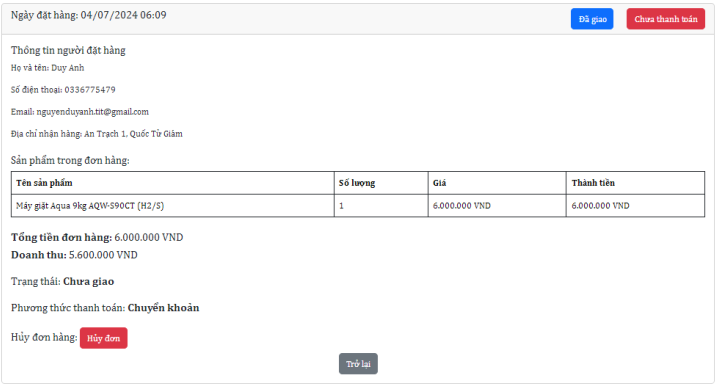 Ngày đặt hàng: 04/07/2024 06:09 Đã giao Chưa thanh toán
Thông tin người đặt hàng
Họ và tên: Duy Anh
Số điện thoại: 0336775479
Email: nguyenduyanh.tit@gmail.com
Địa chỉ nhận hàng: An Trạch 1, Quốc Tử Giám
Sản phẩm trong đơn hàng:
Tên sản phẩm Số lượng Giá Thành tiền
Máy giặt Aqua 9kg AQW-S90CT (H2/S) 1 6.000.000 VND 6.000.000 VND
Tổng tiền đơn hàng: 6.000.000 VND
Doanh thu: 5.600.000 VND
Trạng thái: Chưa giao
Phương thức thanh toán: Chuyển khoản
Hủy đơn hàng: Hủy đơn
Trở lại